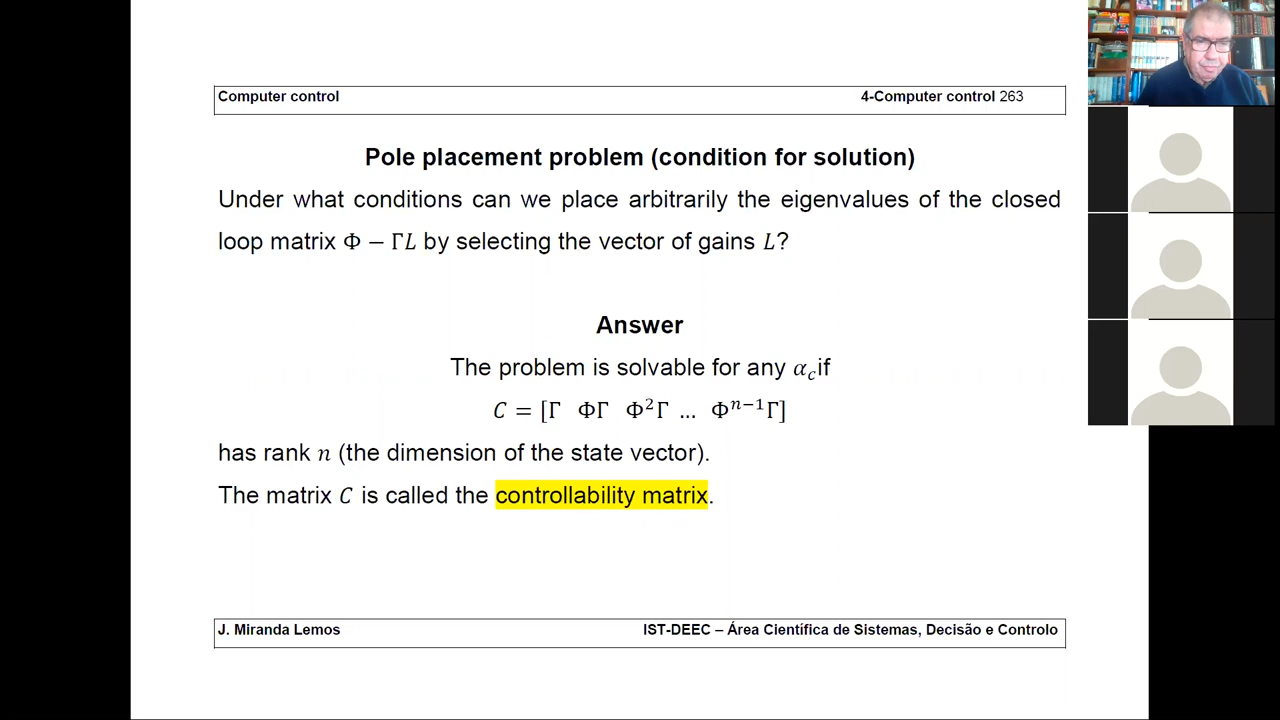 Computer control 4-Computer control 263
Pole placement problem (condition for solution)
Under what conditions can we place arbitrarily the eigenvalues of the closed
loop matrix Φ − ΓL by selecting the vector of gains L?
Answer
The problem is solvable for any α_c if
C = [Γ ΦΓ Φ²Γ … Φⁿ⁻¹Γ]
has rank n (the dimension of the state vector).
The matrix C is called the controllability matrix.
J. Miranda Lemos IST-DEEC – Área Científica de Sistemas, Decisão e Controlo